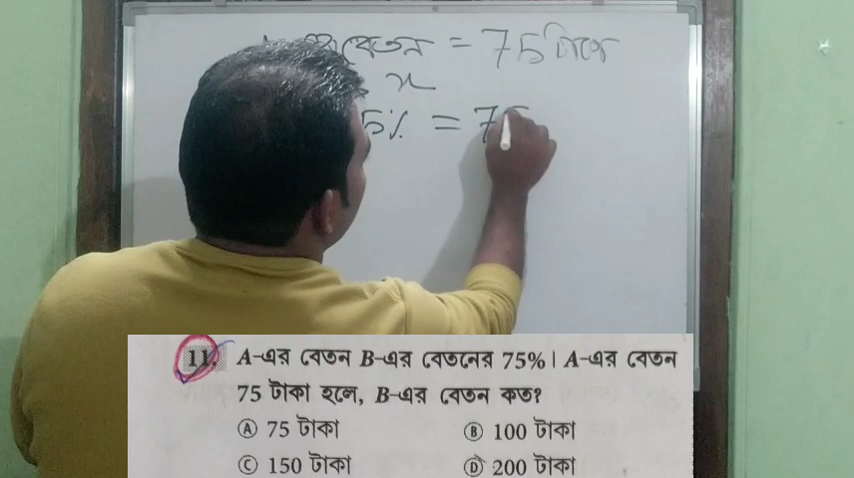 বেতন = 75 টাকা
x
5% = 75
11. A-এর বেতন B-এর বেতনের 75%। A-এর বেতন
75 টাকা হলে, B-এর বেতন কত?
Ⓐ 75 টাকা Ⓑ 100 টাকা
Ⓒ 150 টাকা Ⓓ 200 টাকা